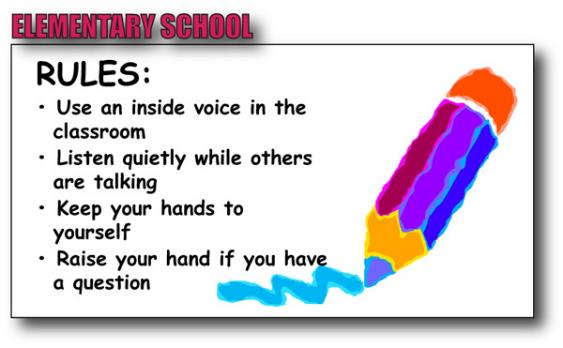 ELEMENTARY SCHOOL
RULES:
• Use an inside voice in the
classroom
• Listen quietly while others
are talking
• Keep your hands to
yourself
• Raise your hand if you have
a question